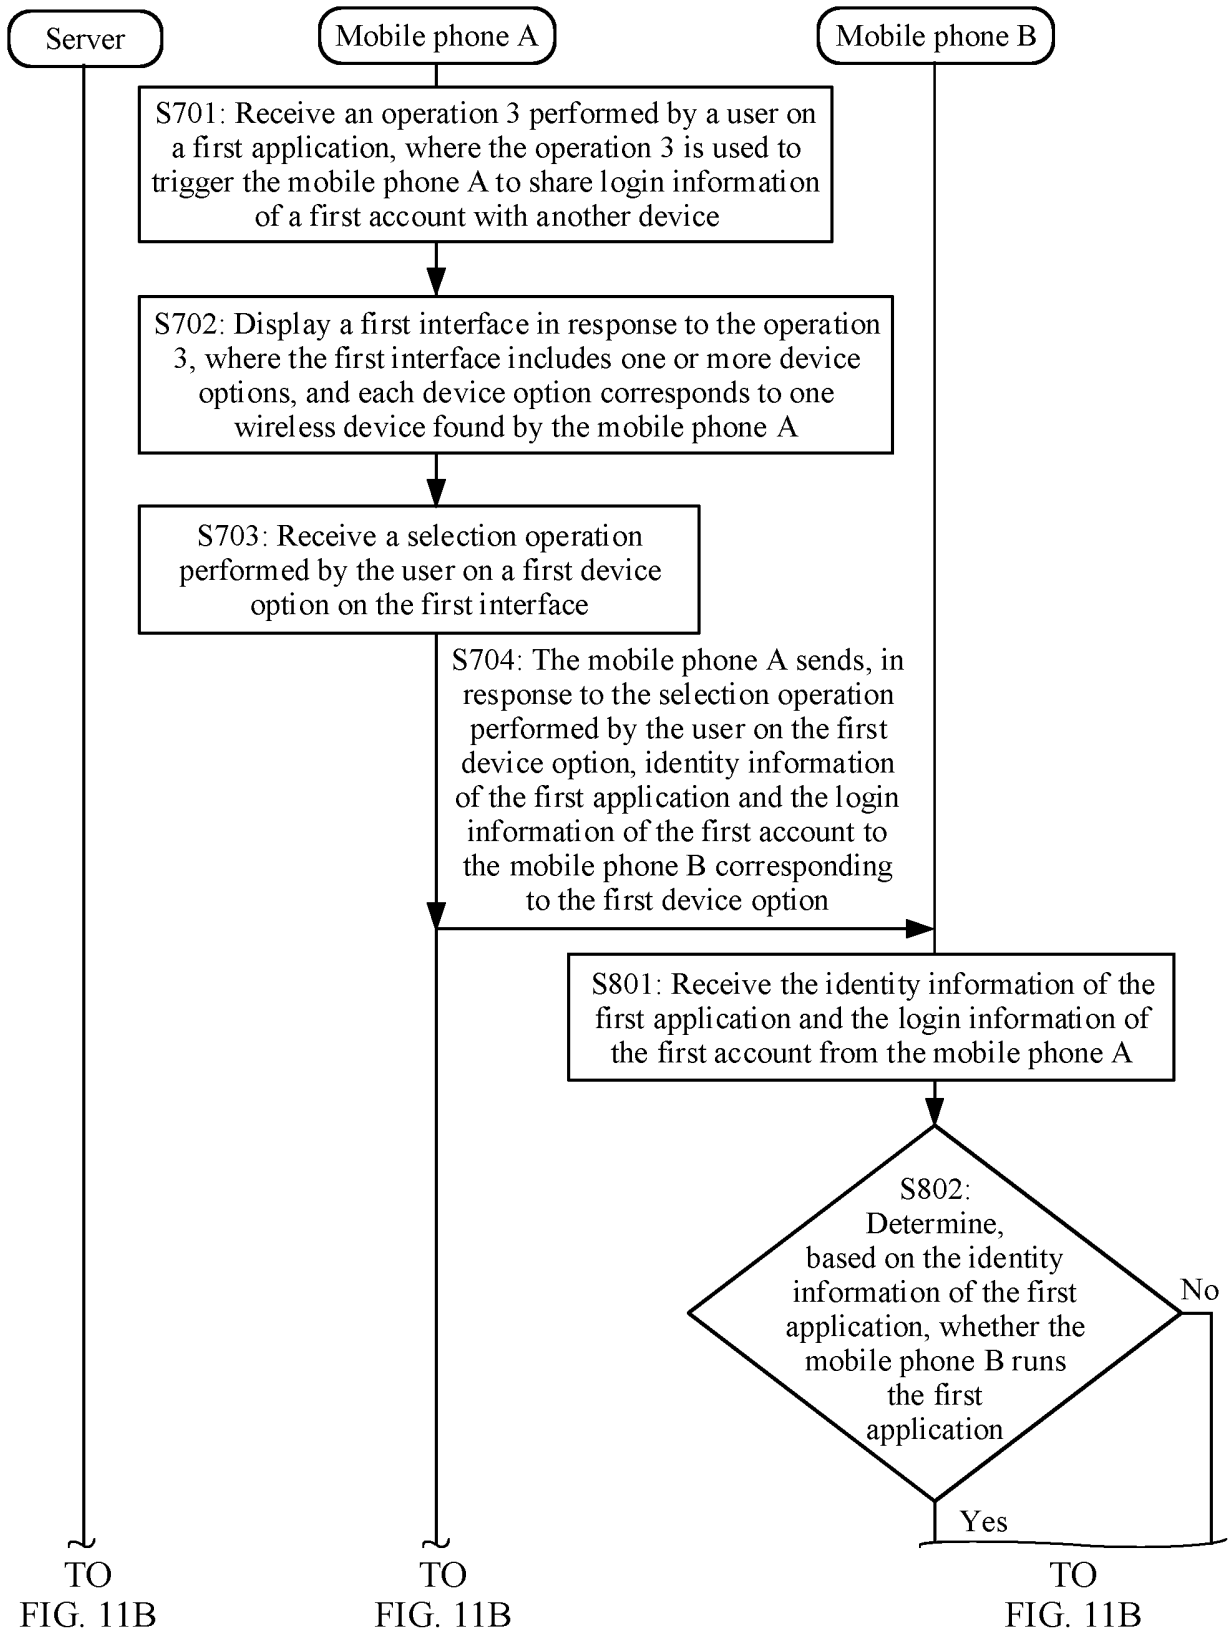 Server
Mobile phone A
Mobile phone B
S701: Receive an operation 3 performed by a user on
a first application, where the operation 3 is used to
trigger the mobile phone A to share login information
of a first account with another device
S702: Display a first interface in response to the operation
3, where the first interface includes one or more device
options, and each device option corresponds to one
wireless device found by the mobile phone A
S703: Receive a selection operation
performed by the user on a first device
option on the first interface
S704: The mobile phone A sends, in
response to the selection operation
performed by the user on the first
device option, identity information
of the first application and the login
information of the first account to
the mobile phone B corresponding
to the first device option
S801: Receive the identity information of the
first application and the login information of
the first account from the mobile phone A
S802:
Determine,
based on the identity
information of the first
application, whether the
mobile phone B runs
the first
application
No
Yes
TO
FIG. 11B
TO
FIG. 11B
TO
FIG. 11B